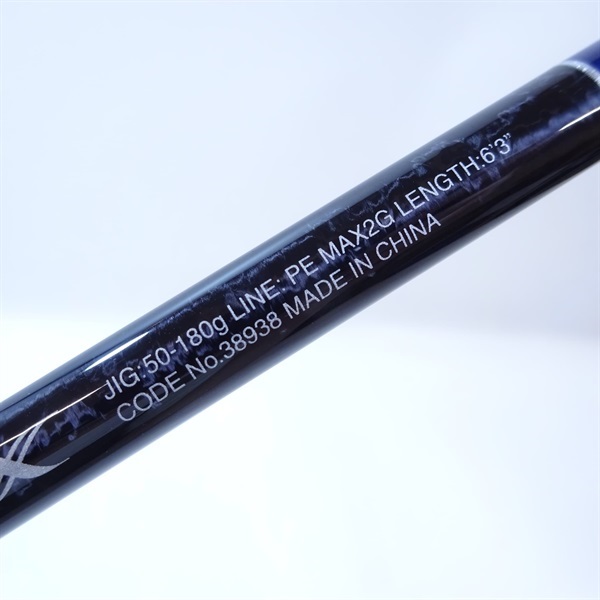 JIG:50-180g LINE: PE MAX2G LENGTH:6'3"
CODE No.38938 MADE IN CHINA